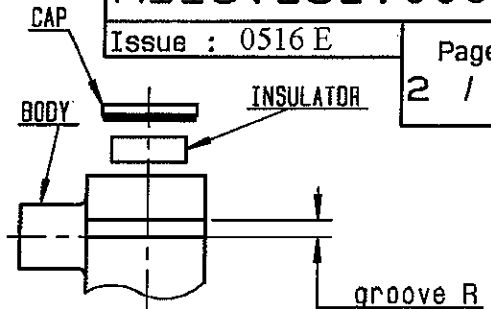 CAP
Issue : 0516 E
Page
2 /
BODY
INSULATOR
groove R